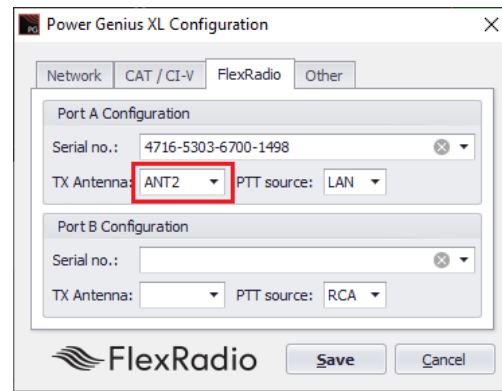 PG
Power Genius XL Configuration
Network CAT / CI-V FlexRadio Other
Port A Configuration
Serial no.: 4716-5303-6700-1498
TX Antenna: ANT2 PTT source: LAN
Port B Configuration
Serial no.:
TX Antenna: PTT source: RCA
FlexRadio Save Cancel